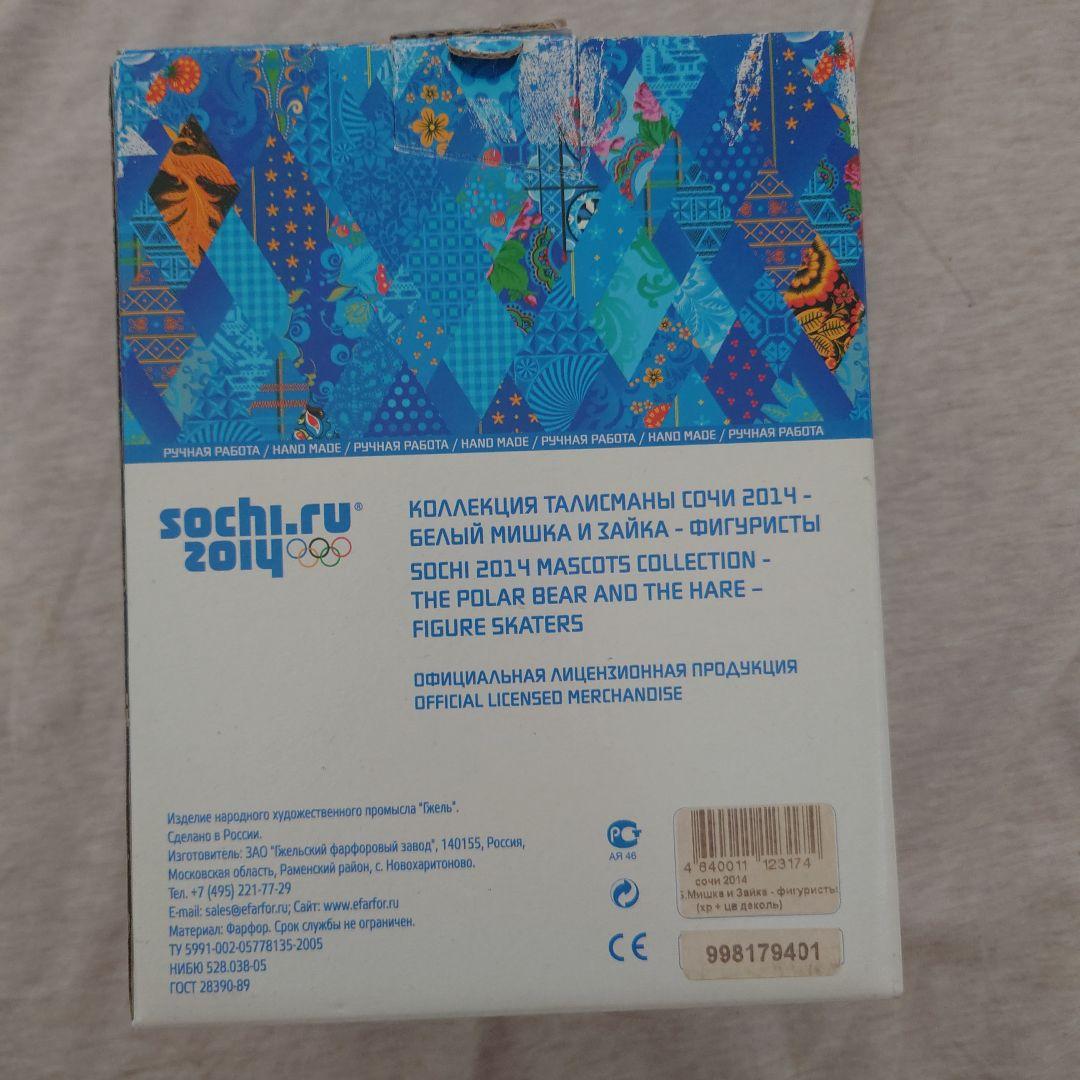 РУЧНАЯ РАБОТА / HAND MADE / РУЧНАЯ РАБОТА / HAND MADE / РУЧНАЯ РАБОТА / HAND MADE / РУЧНАЯ РАБОТА
sochi.ru®
2014
КОЛЛЕКЦИЯ ТАЛИСМАНЫ СОЧИ 2014 -
БЕЛЫЙ МИШКА И ЗАЙКА - ФИГУРИСТЫ
SOCHI 2014 MASCOTS COLLECTION -
THE POLAR BEAR AND THE HARE –
FIGURE SKATERS
ОФИЦИАЛЬНАЯ ЛИЦЕНЗИОННАЯ ПРОДУКЦИЯ
OFFICIAL LICENSED MERCHANDISE
Изделие народного художественного промысла "Гжель".
Сделано в России.
Изготовитель: ЗАО "Гжельский фарфоровый завод", 140155, Россия,
Московская область, Раменский район, с. Новохаритоново.
Тел. +7 (495) 221-77-29
E-mail: sales@efarfor.ru; Сайт: www.efarfor.ru
Материал: Фарфор. Срок службы не ограничен.
ТУ 5991-002-05778135-2005
НИБЮ 528.038-05
ГОСТ 28390-89
РСТ
АЯ 46
CE
4 640011 123174
сочи 2014
Б.Мишка и Зайка - фигуристы
(хр + цв деколь)
998179401